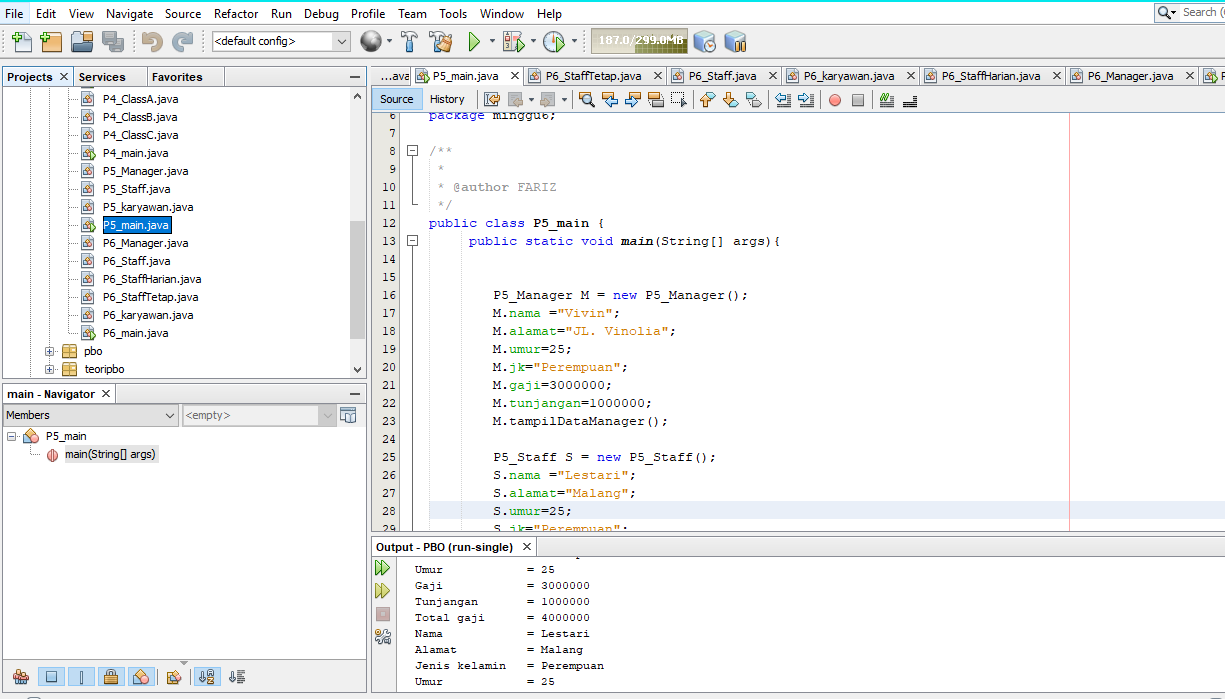 File Edit View Navigate Source Refactor Run Debug Profile Team Tools Window Help
Search (
<default config>
187.0/299.0MB
Projects Services Favorites
P4_ClassA.java
P4_ClassB.java
P4_ClassC.java
P4_main.java
P5_Manager.java
P5_Staff.java
P5_karyawan.java
P5_main.java
P6_Manager.java
P6_Staff.java
P6_StaffHarian.java
P6_StaffTetap.java
P6_karyawan.java
P6_main.java
pbo
teoripbo
main - Navigator
Members <empty>
P5_main
main(String[] args)
...ava P5_main.java P6_StaffTetap.java P6_Staff.java P6_karyawan.java P6_StaffHarian.java P6_Manager.java P
Source History
6 package minggu6;
7
8 /**
9 *
10 * @author FARIZ
11 */
12 public class P5_main {
13 public static void main(String[] args){
14
15
16 P5_Manager M = new P5_Manager();
17 M.nama ="Vivin";
18 M.alamat="JL. Vinolia";
19 M.umur=25;
20 M.jk="Perempuan";
21 M.gaji=3000000;
22 M.tunjangan=1000000;
23 M.tampilDataManager();
24
25 P5_Staff S = new P5_Staff();
26 S.nama ="Lestari";
27 S.alamat="Malang";
28 S.umur=25;
29 S.jk="Perempuan";
Output - PBO (run-single)
Umur = 25
Gaji = 3000000
Tunjangan = 1000000
Total gaji = 4000000
Nama = Lestari
Alamat = Malang
Jenis kelamin = Perempuan
Umur = 25